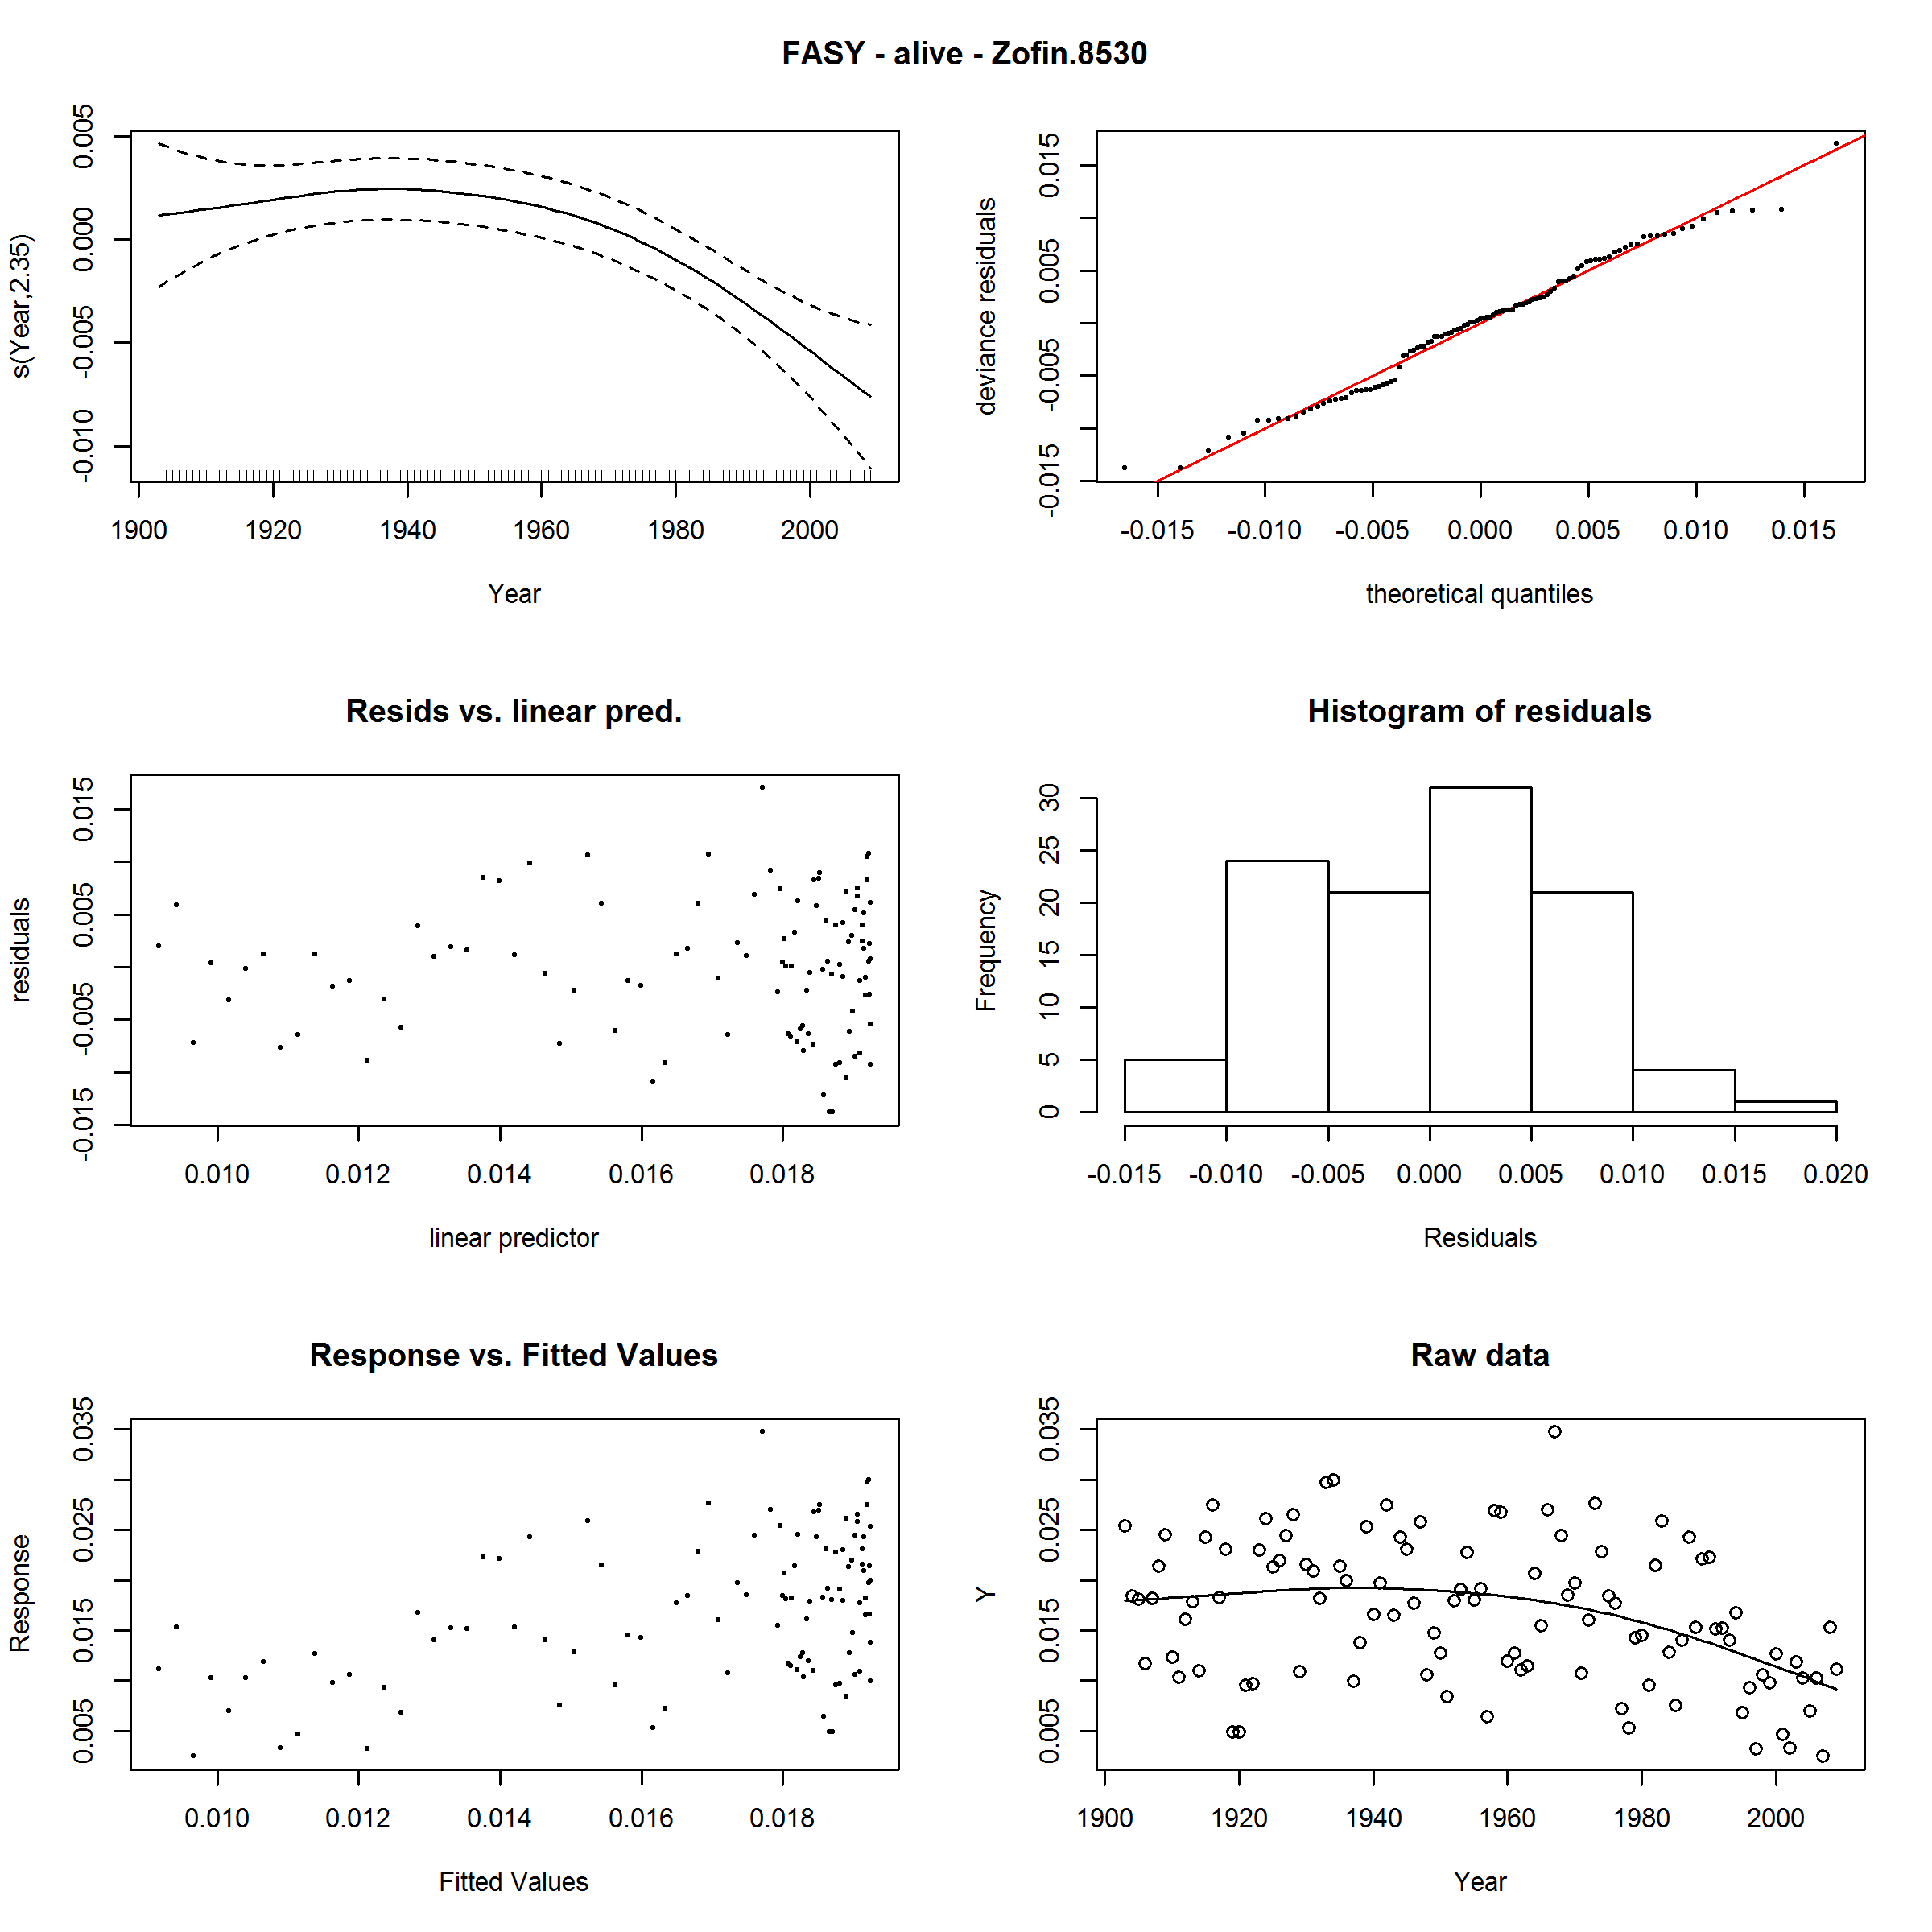 FASY - alive - Zofin.8530
s(Year,2.35)
0.005
0.000
-0.005
-0.010
1900 1920 1940 1960 1980 2000
Year
deviance residuals
0.015
0.005
-0.005
-0.015
-0.015 -0.010 -0.005 0.000 0.005 0.010 0.015
theoretical quantiles
Resids vs. linear pred.
residuals
0.015
0.005
-0.005
-0.015
0.010 0.012 0.014 0.016 0.018
linear predictor
Histogram of residuals
Frequency
30
25
20
15
10
5
0
-0.015 -0.010 -0.005 0.000 0.005 0.010 0.015 0.020
Residuals
Response vs. Fitted Values
Response
0.035
0.025
0.015
0.005
0.010 0.012 0.014 0.016 0.018
Fitted Values
Raw data
Y
0.035
0.025
0.015
0.005
1900 1920 1940 1960 1980 2000
Year